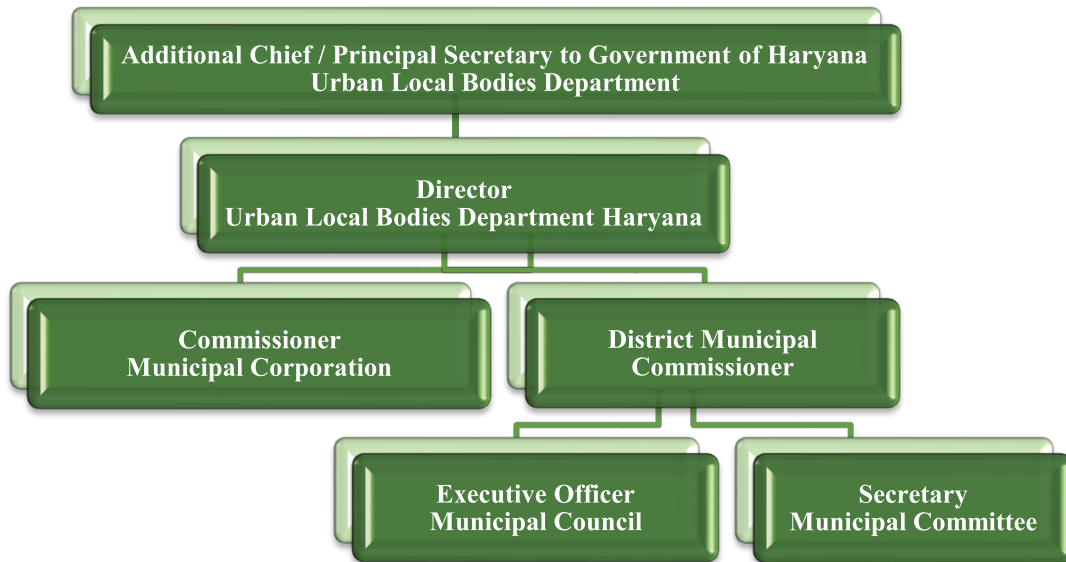 Additional Chief / Principal Secretary to Government of Haryana
Urban Local Bodies Department
Director
Urban Local Bodies Department Haryana
Commissioner
Municipal Corporation
District Municipal
Commissioner
Executive Officer
Municipal Council
Secretary
Municipal Committee